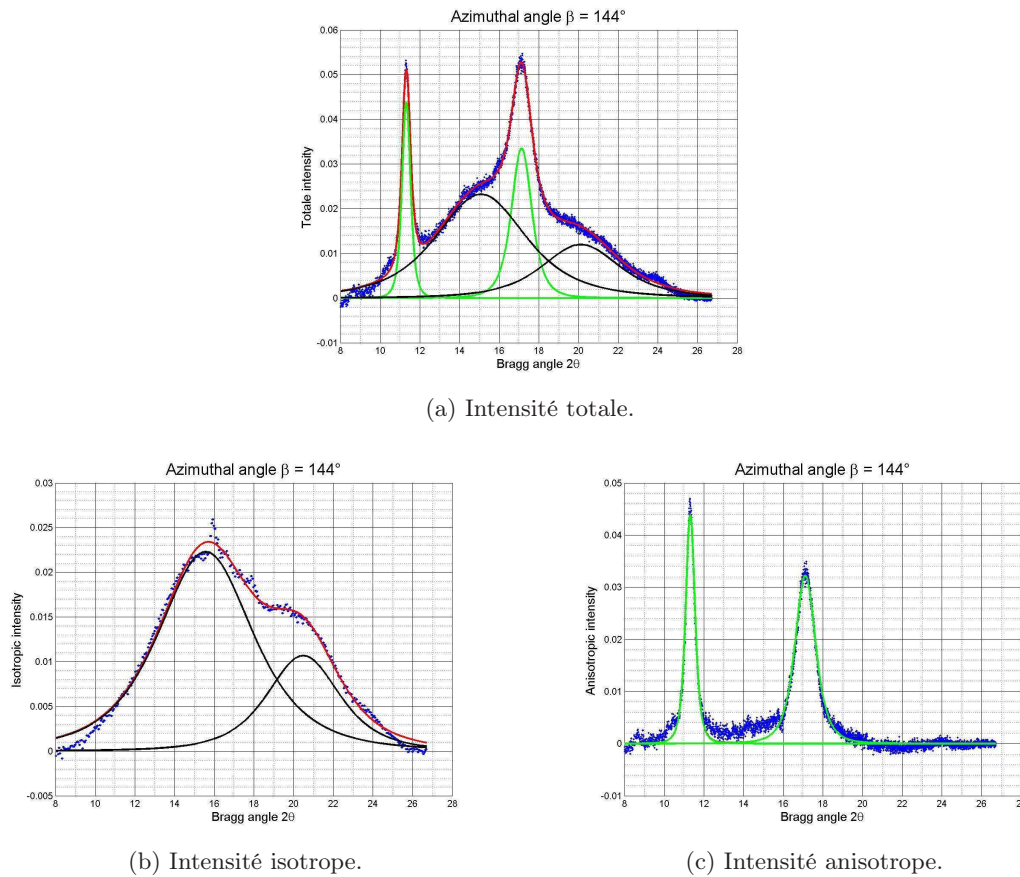 Azimuthal angle β = 144°
0.06
0.05
0.04
0.03
0.02
0.01
0
-0.01
Totale intensity
8 10 12 14 16 18 20 22 24 26 28
Bragg angle 2θ
(a) Intensité totale.
Azimuthal angle β = 144°
0.03
0.025
0.02
0.015
0.01
0.005
0
-0.005
Isotropic intensity
8 10 12 14 16 18 20 22 24 26 28
Bragg angle 2θ
(b) Intensité isotrope.
Azimuthal angle β = 144°
0.05
0.04
0.03
0.02
0.01
0
-0.01
Anisotropic intensity
8 10 12 14 16 18 20 22 24 26
Bragg angle 2θ
(c) Intensité anisotrope.